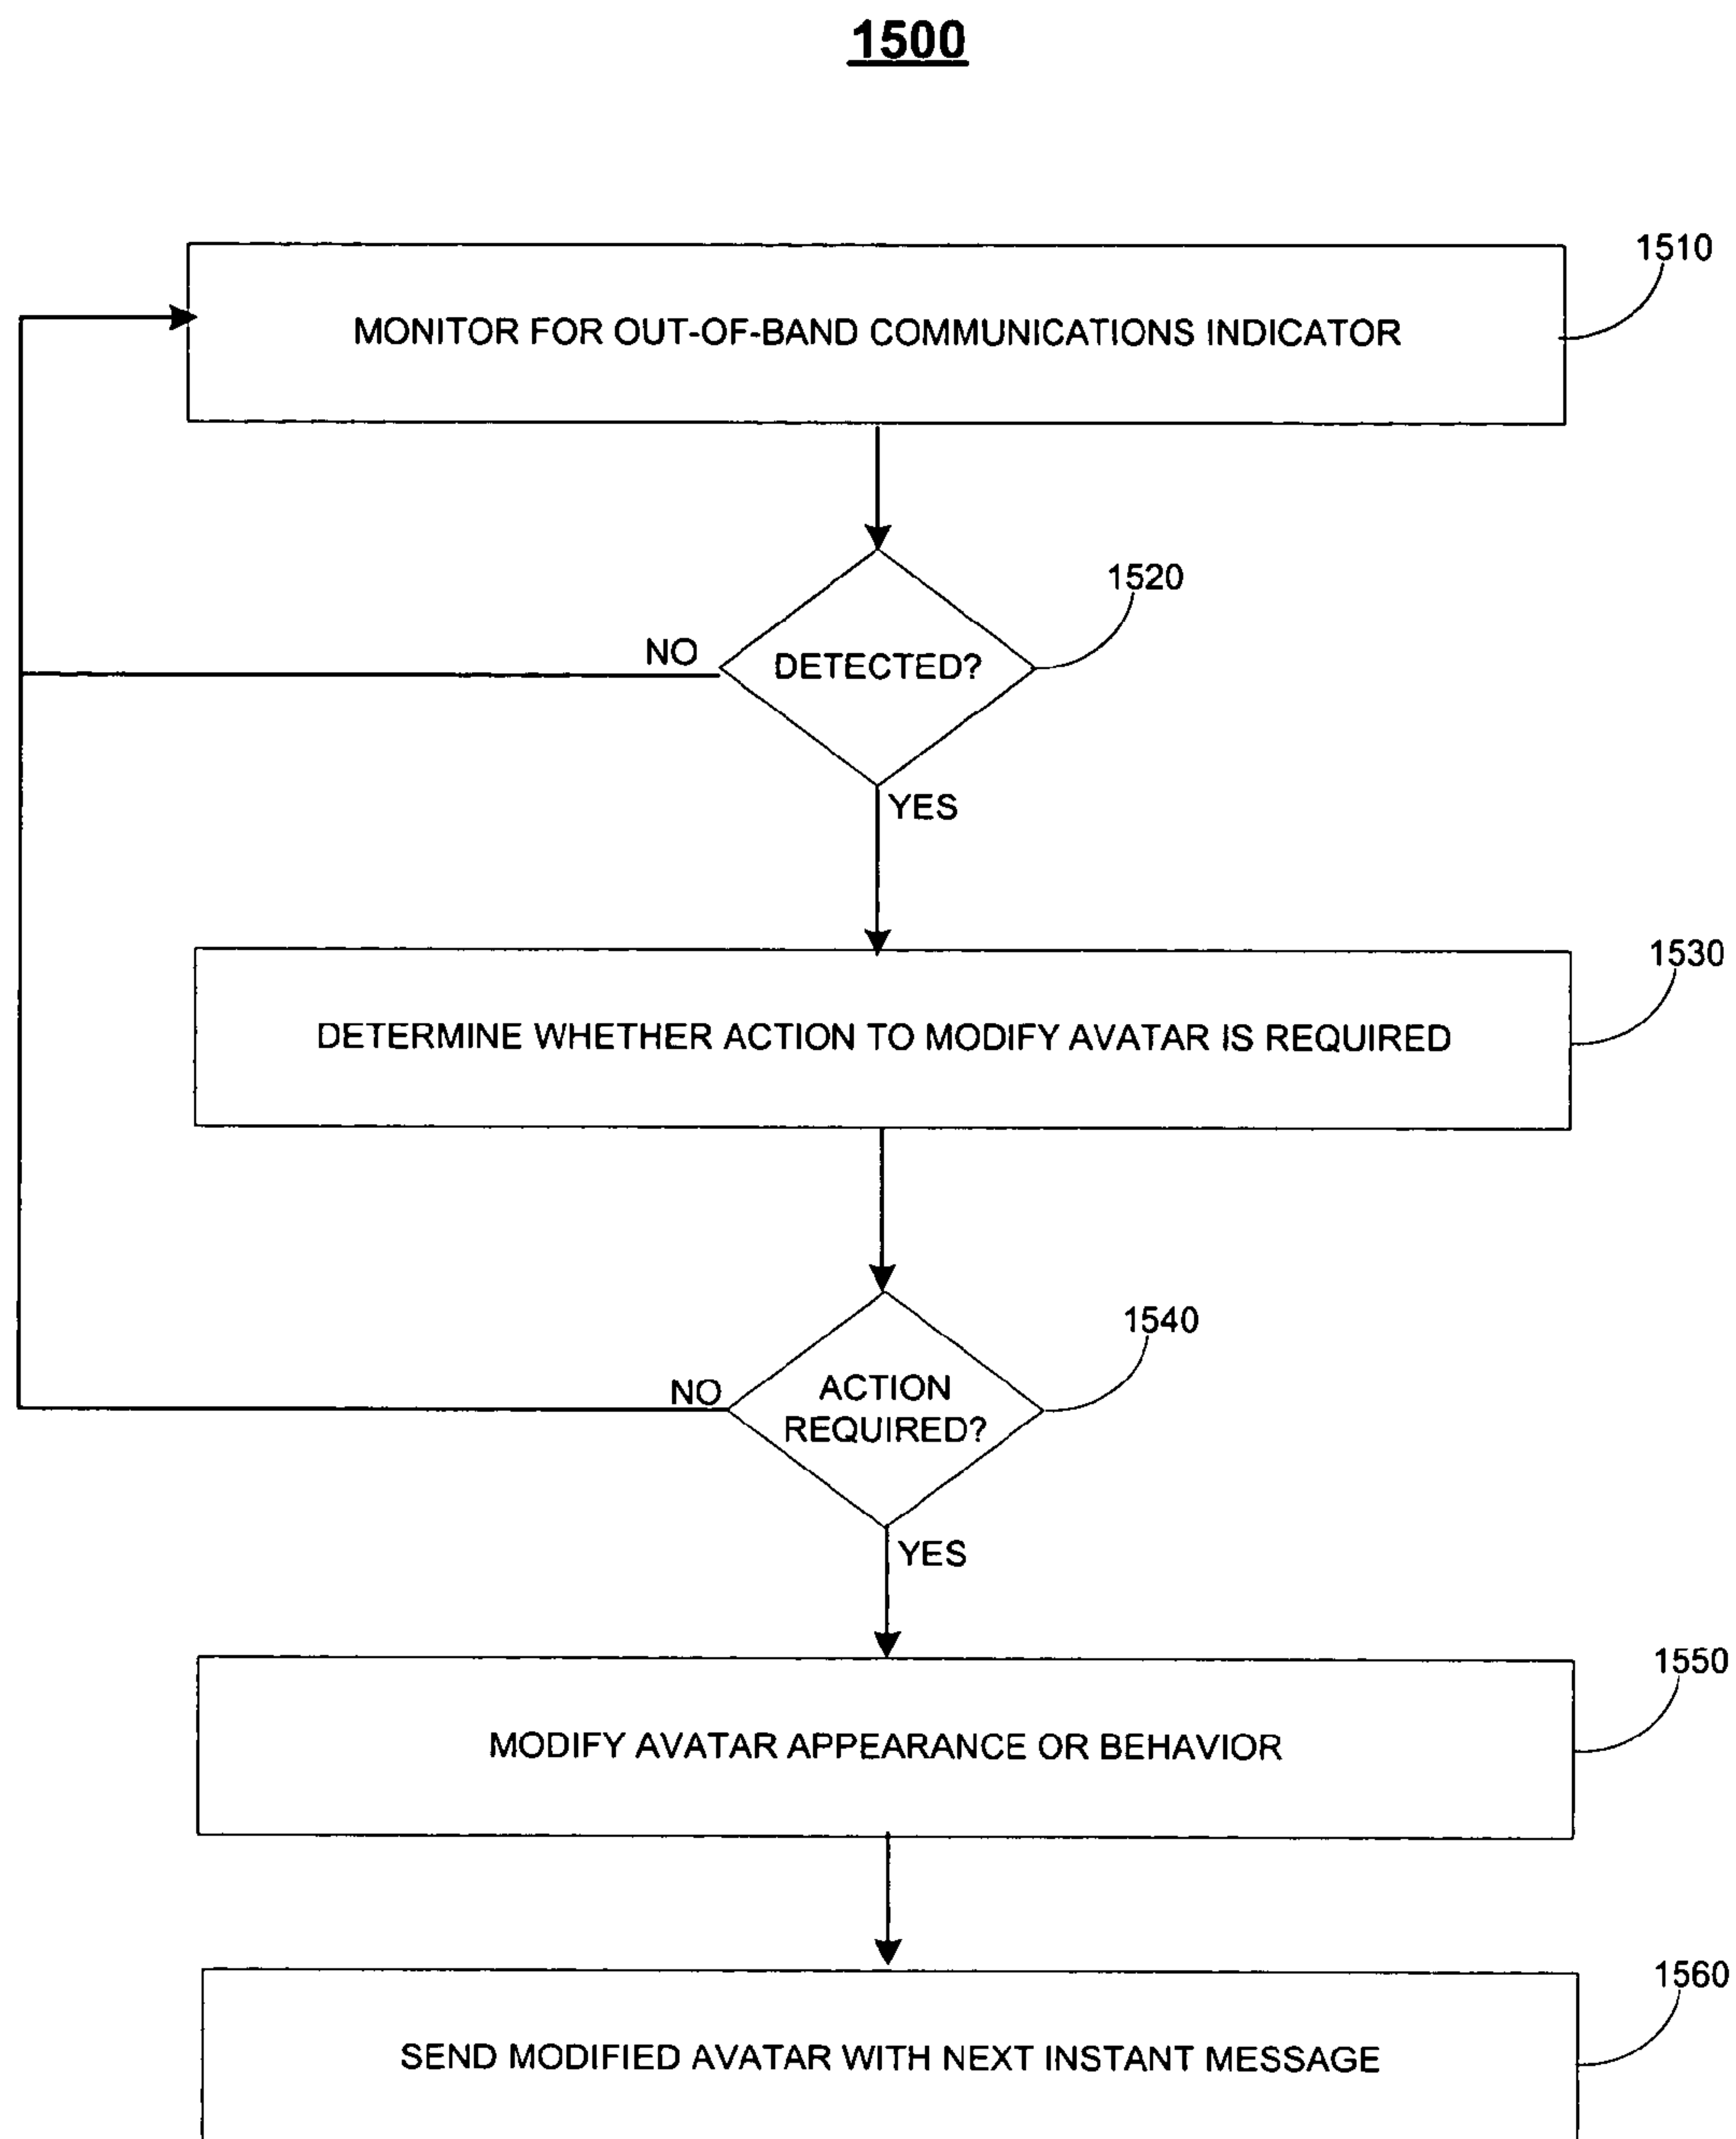 1500
1510
MONITOR FOR OUT-OF-BAND COMMUNICATIONS INDICATOR
1520
NO
DETECTED?
YES
1530
DETERMINE WHETHER ACTION TO MODIFY AVATAR IS REQUIRED
1540
NO
ACTION
REQUIRED?
YES
1550
MODIFY AVATAR APPEARANCE OR BEHAVIOR
1560
SEND MODIFIED AVATAR WITH NEXT INSTANT MESSAGE